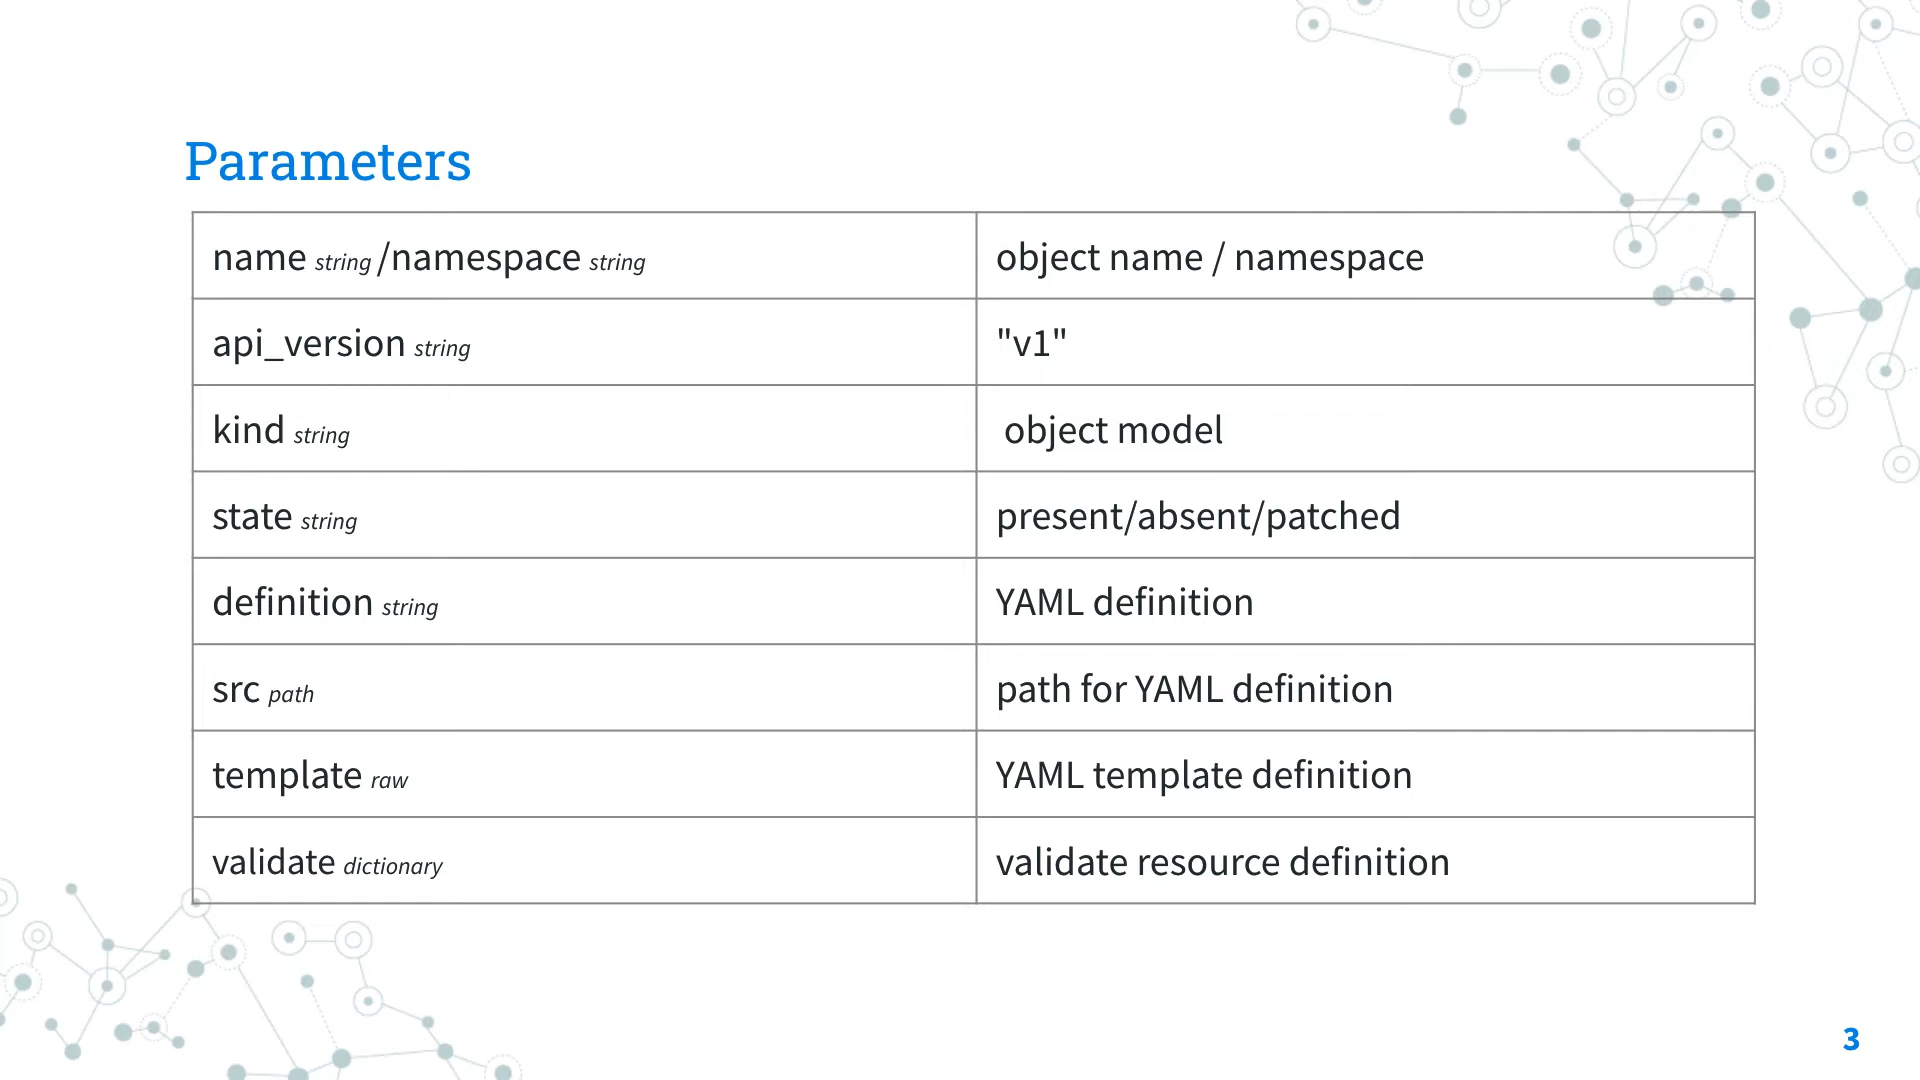 Parameters
name string /namespace string object name / namespace
api_version string "v1"
kind string object model
state string present/absent/patched
definition string YAML definition
src path path for YAML definition
template raw YAML template definition
validate dictionary validate resource definition
3